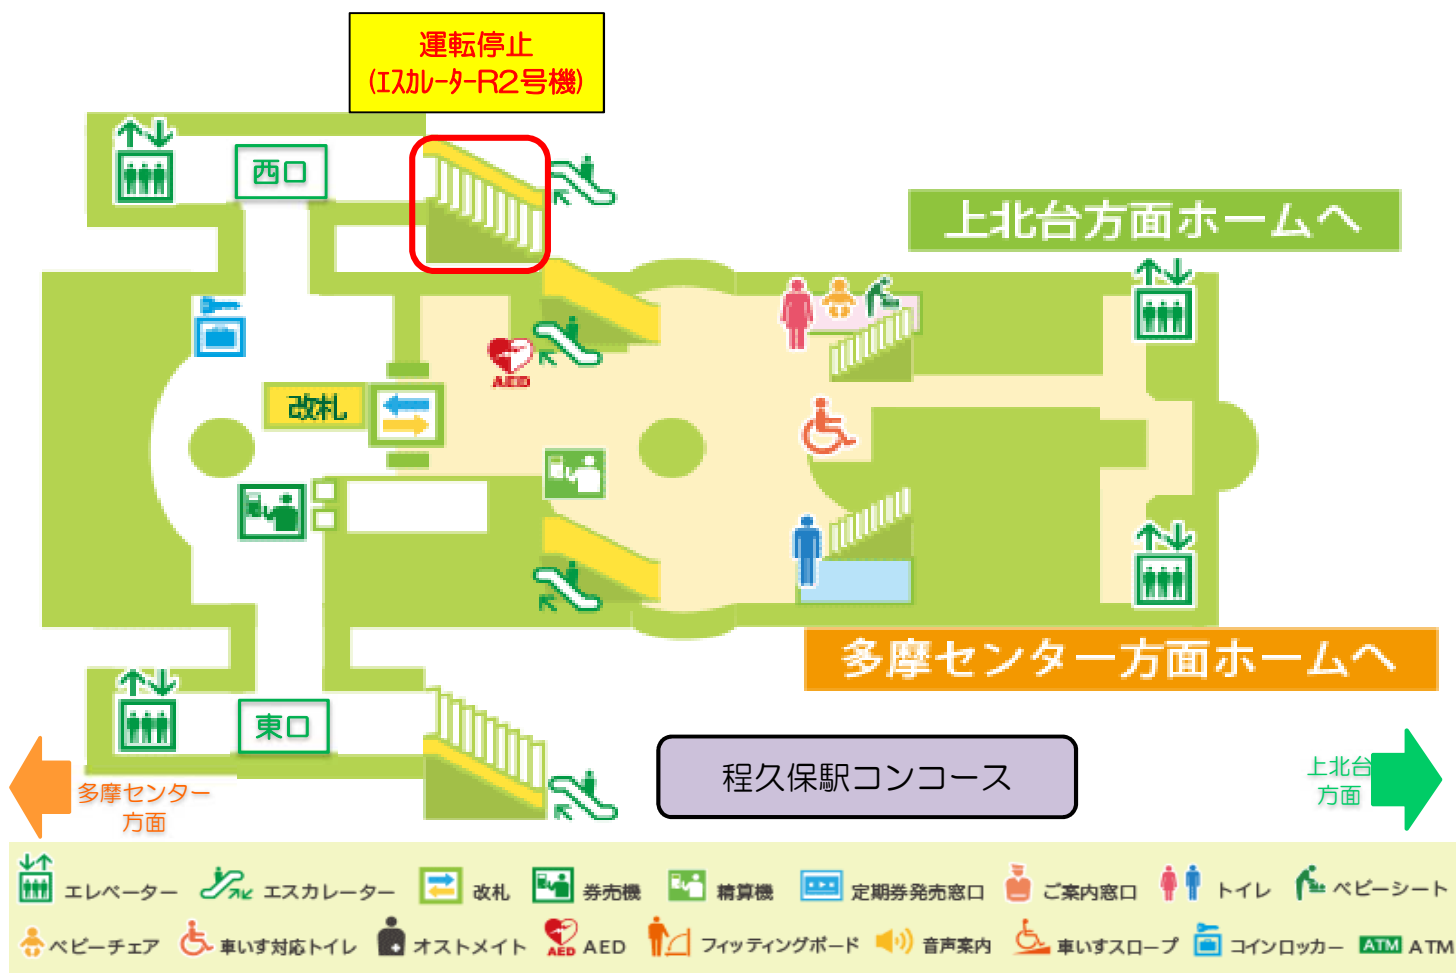 運転停止
(エスカレーターR2号機)
西口
上北台方面ホームへ
AED
改札
多摩センター方面ホームへ
東口
程久保駅コンコース
多摩センター
方面
上北台
方面
エレベーター エスカレーター 改札 券売機 精算機 定期券発売窓口 ご案内窓口 トイレ ベビーシート
ベビーチェア 車いす対応トイレ オストメイト AED AED フィッティングボード 音声案内 車いすスロープ コインロッカー ATM ATM